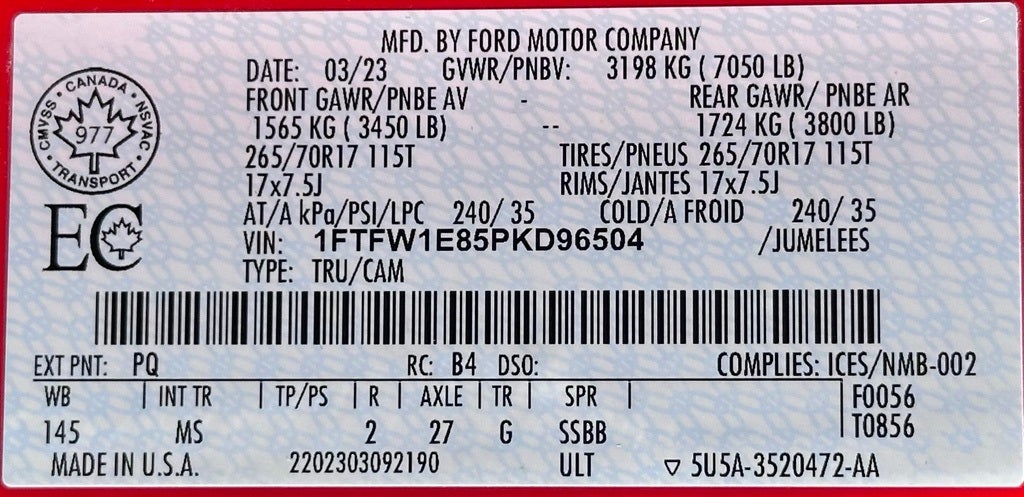 MFD. BY FORD MOTOR COMPANY
DATE: 03/23 GVWR/PNBV: 3198 KG ( 7050 LB)
FRONT GAWR/PNBE AV - REAR GAWR/ PNBE AR
1565 KG ( 3450 LB) -- 1724 KG ( 3800 LB)
265/70R17 115T TIRES/PNEUS 265/70R17 115T
17x7.5J RIMS/JANTES 17x7.5J
AT/A kPa/PSI/LPC 240/ 35 COLD/A FROID 240/ 35
VIN: 1FTFW1E85PKD96504 /JUMELEES
TYPE: TRU/CAM
CANADA
CMVSS
NSVAC
977
TRANSPORT
EC
EXT PNT: PQ RC: B4 DSO: COMPLIES: ICES/NMB-002
WB | INT TR | TP/PS | R | AXLE | TR | SPR | F0056
T0856
145 MS 2 27 G SSBB
MADE IN U.S.A. 2202303092190 ULT ▽ 5U5A-3520472-AA